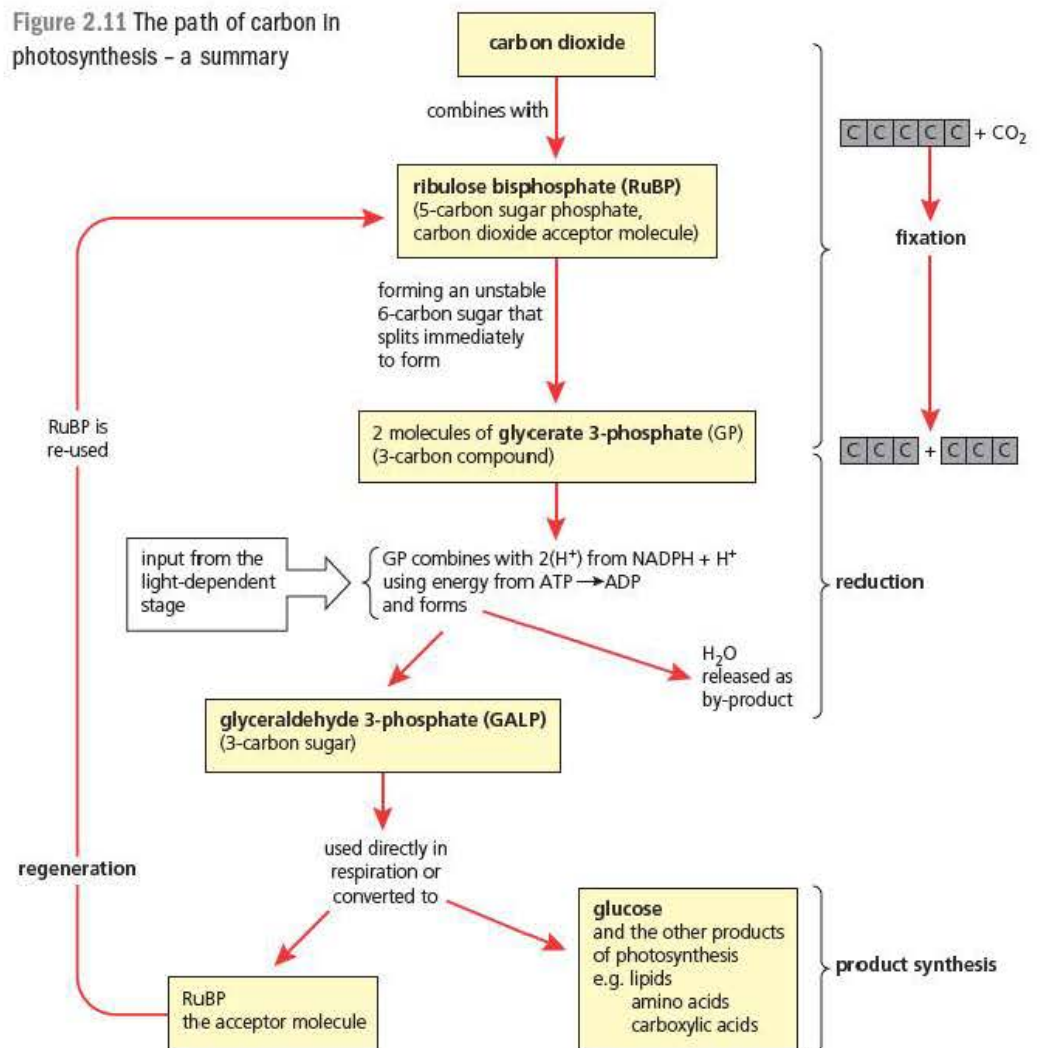 Figure 2.11 The path of carbon in
photosynthesis – a summary
carbon dioxide
combines with
C C C C C + CO₂
ribulose bisphosphate (RuBP)
(5-carbon sugar phosphate,
carbon dioxide acceptor molecule)
fixation
forming an unstable
6-carbon sugar that
splits immediately
to form
RuBP is
re-used
2 molecules of glycerate 3-phosphate (GP)
(3-carbon compound)
C C C + C C C
input from the
light-dependent
stage
GP combines with 2(H⁺) from NADPH + H⁺
using energy from ATP → ADP
and forms
reduction
H₂O
released as
by-product
glyceraldehyde 3-phosphate (GALP)
(3-carbon sugar)
used directly in
respiration or
converted to
regeneration
glucose
and the other products
of photosynthesis
e.g. lipids
amino acids
carboxylic acids
product synthesis
RuBP
the acceptor molecule